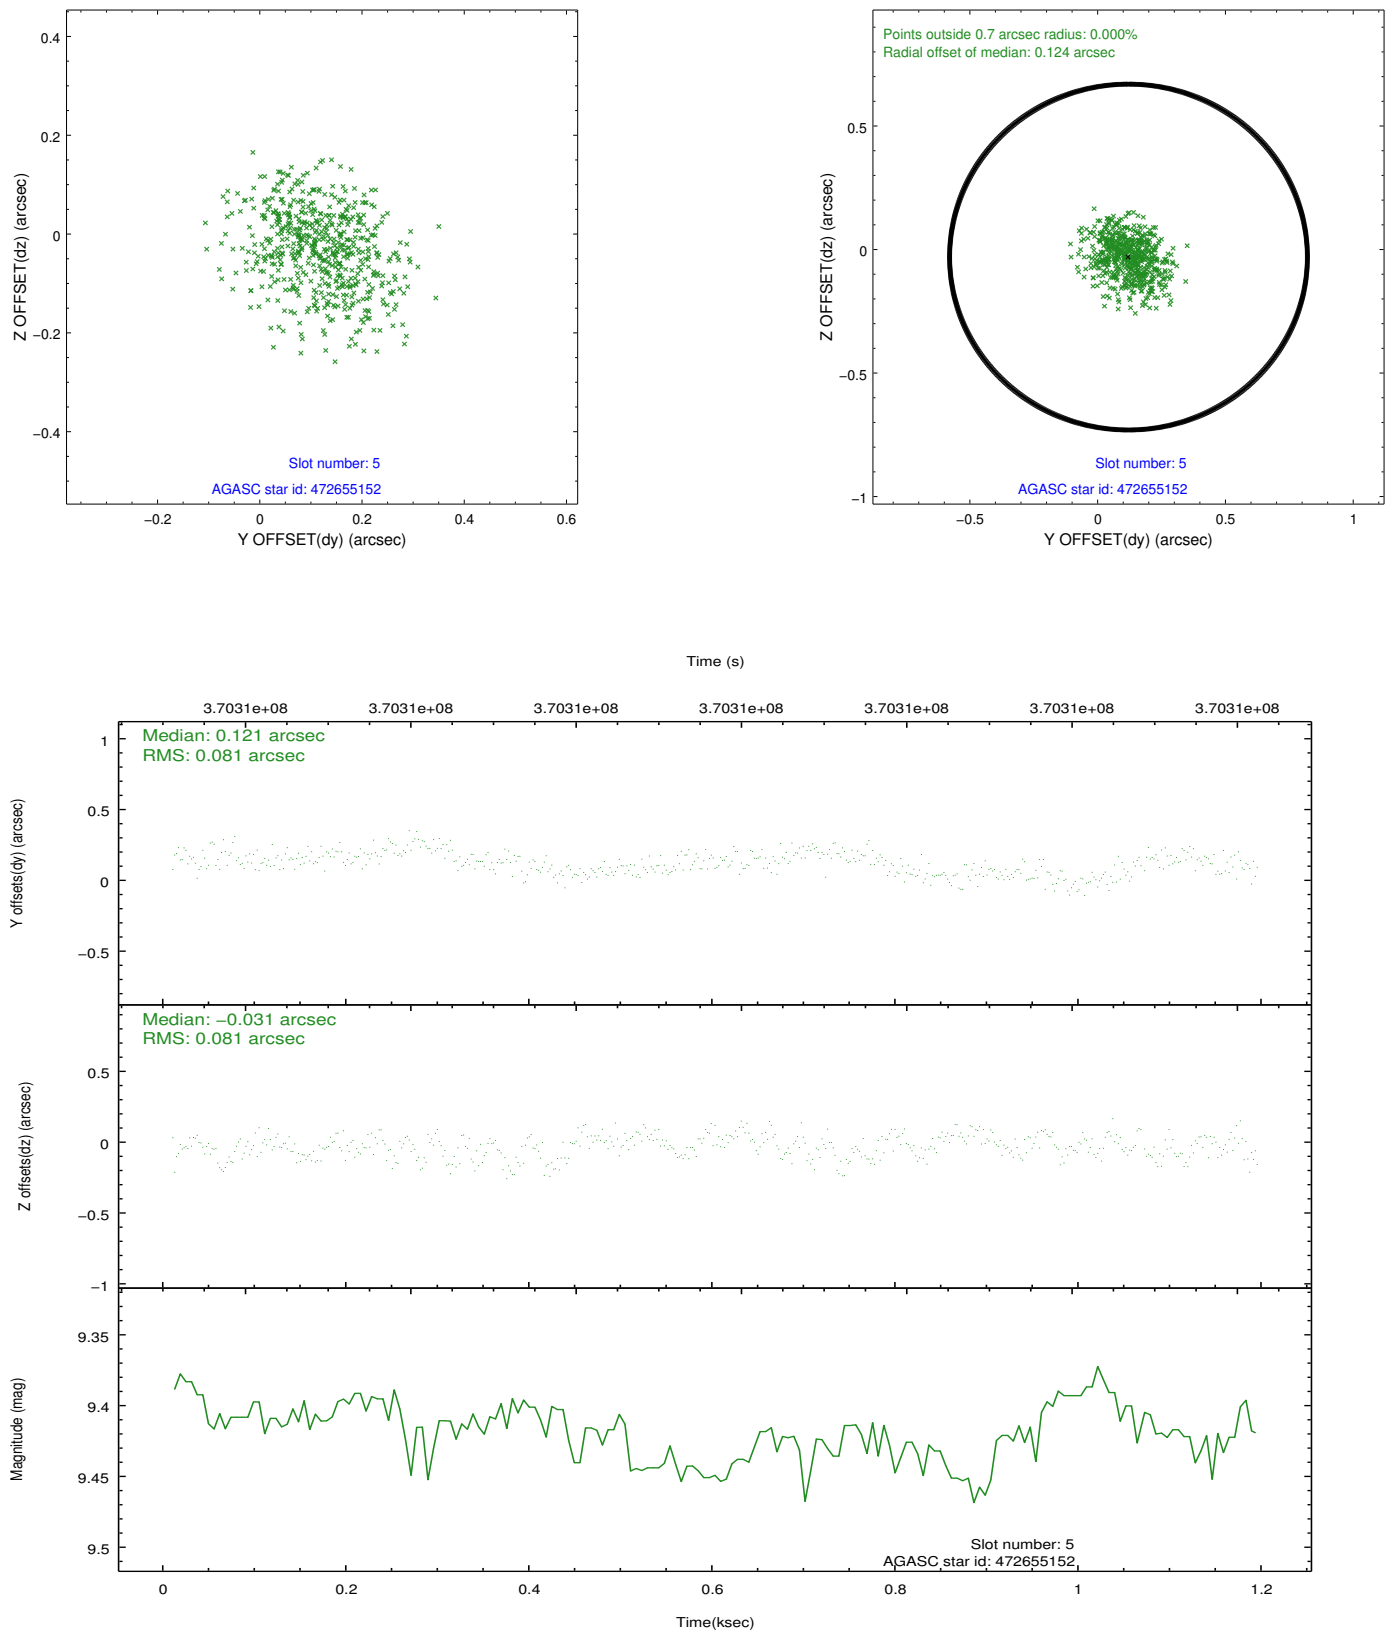 0.4
0.2
0
−0.2
−0.4
Z OFFSET(dz) (arcsec)
Slot number: 5
AGASC star id: 472655152
−0.2
0
0.2
0.4
0.6
Y OFFSET(dy) (arcsec)
Points outside 0.7 arcsec radius: 0.000%
Radial offset of median: 0.124 arcsec
0.5
0
−0.5
−1
Z OFFSET(dz) (arcsec)
Slot number: 5
AGASC star id: 472655152
−0.5
0
0.5
1
Y OFFSET(dy) (arcsec)
Time (s)
3.7031e+08
3.7031e+08
3.7031e+08
3.7031e+08
3.7031e+08
3.7031e+08
3.7031e+08
Median: 0.121 arcsec
RMS: 0.081 arcsec
1
0.5
0
−0.5
Y offsets(dy) (arcsec)
Median: −0.031 arcsec
RMS: 0.081 arcsec
0.5
0
−0.5
−1
Z offsets(dz) (arcsec)
9.35
9.4
9.45
9.5
Magnitude (mag)
Slot number: 5
AGASC star id: 472655152
0
0.2
0.4
0.6
0.8
1
1.2
Time(ksec)